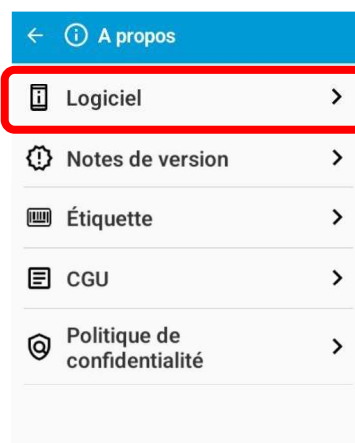 A propos
Logiciel
Notes de version
Étiquette
CGU
Politique de
confidentialité